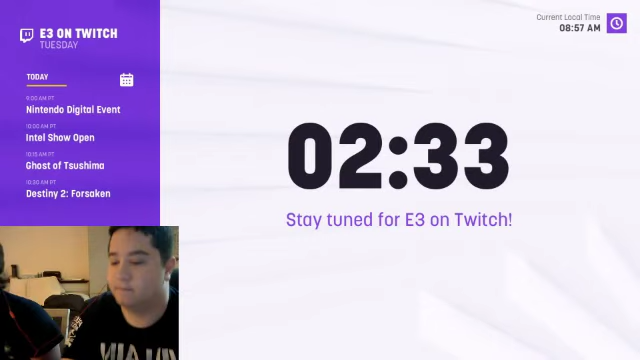 E3 ON TWITCH
TUESDAY
TODAY
9:00 AM PT
Nintendo Digital Event
10:00 AM PT
Intel Show Open
10:15 AM PT
Ghost of Tsushima
10:30 AM PT
Destiny 2: Forsaken
Current Local Time
08:57 AM
02:33
Stay tuned for E3 on Twitch!